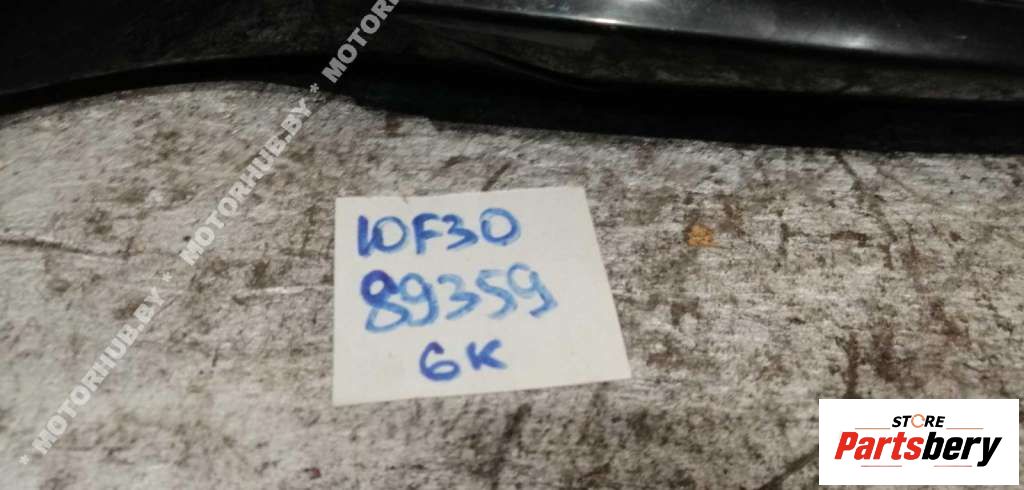 * MOTORHUB.BY * MOTORHUB.BY * MOTOR
10F30
89359
6K
STORE
Partsbery